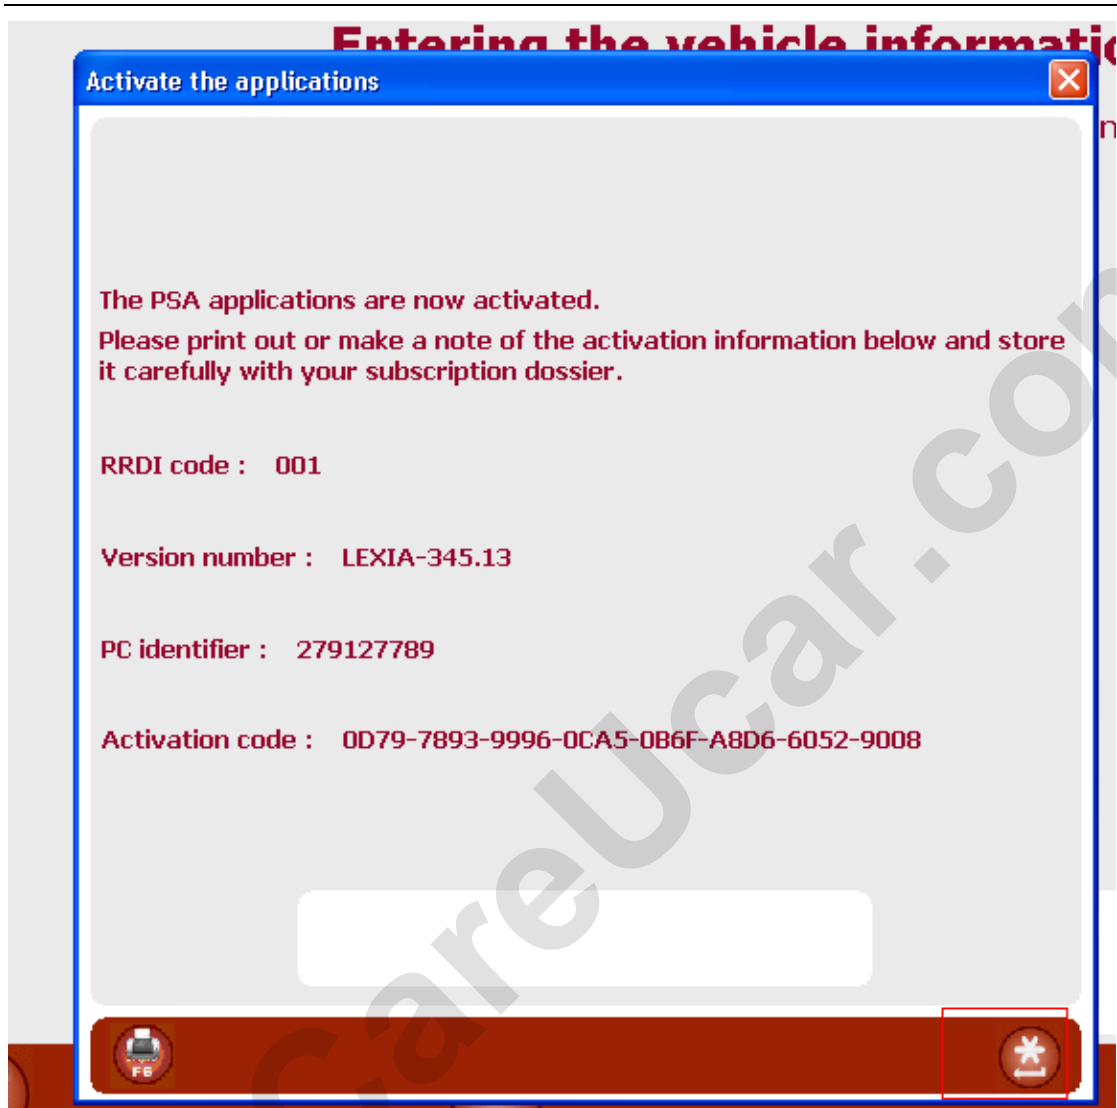 Entering the vehicle informatic
Activate the applications
The PSA applications are now activated.
Please print out or make a note of the activation information below and store
it carefully with your subscription dossier.
RRDI code :   001
Version number :   LEXIA-345.13
PC identifier :   279127789
Activation code :   0D79-7893-9996-0CA5-0B6F-A8D6-6052-9008
F6
CareUcar.com